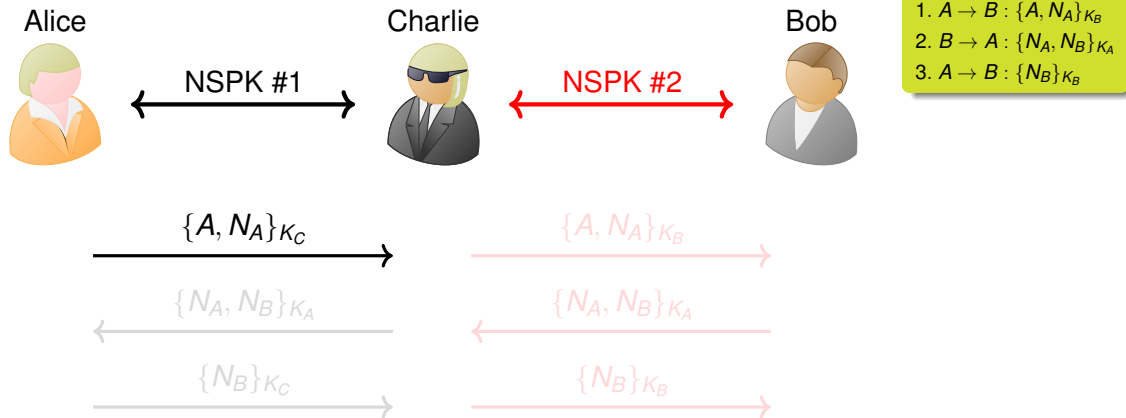 Alice Charlie Bob
1. A → B : {A, N_A}_{K_B}
2. B → A : {N_A, N_B}_{K_A}
3. A → B : {N_B}_{K_B}
NSPK #1 NSPK #2
{A, N_A}_{K_C} {A, N_A}_{K_B}
{N_A, N_B}_{K_A} {N_A, N_B}_{K_A}
{N_B}_{K_C} {N_B}_{K_B}